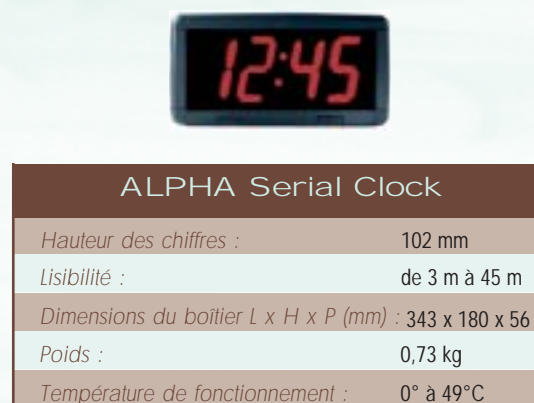 12:45
ALPHA Serial Clock
Hauteur des chiffres : 102 mm
Lisibilité : de 3 m à 45 m
Dimensions du boîtier L x H x P (mm) : 343 x 180 x 56
Poids : 0,73 kg
Température de fonctionnement : 0° à 49°C